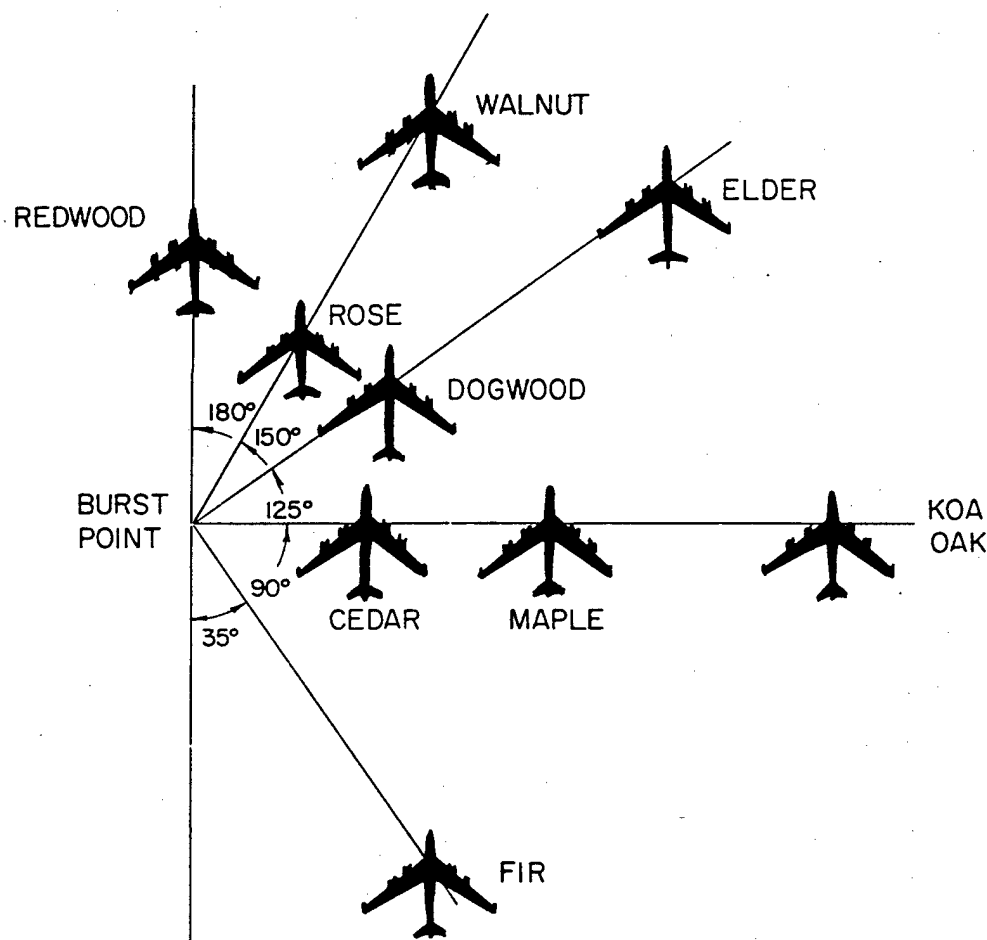 WALNUT
ELDER
REDWOOD
ROSE
DOGWOOD
180°
150°
125°
BURST
POINT
KOA
OAK
90°
CEDAR
MAPLE
35°
FIR